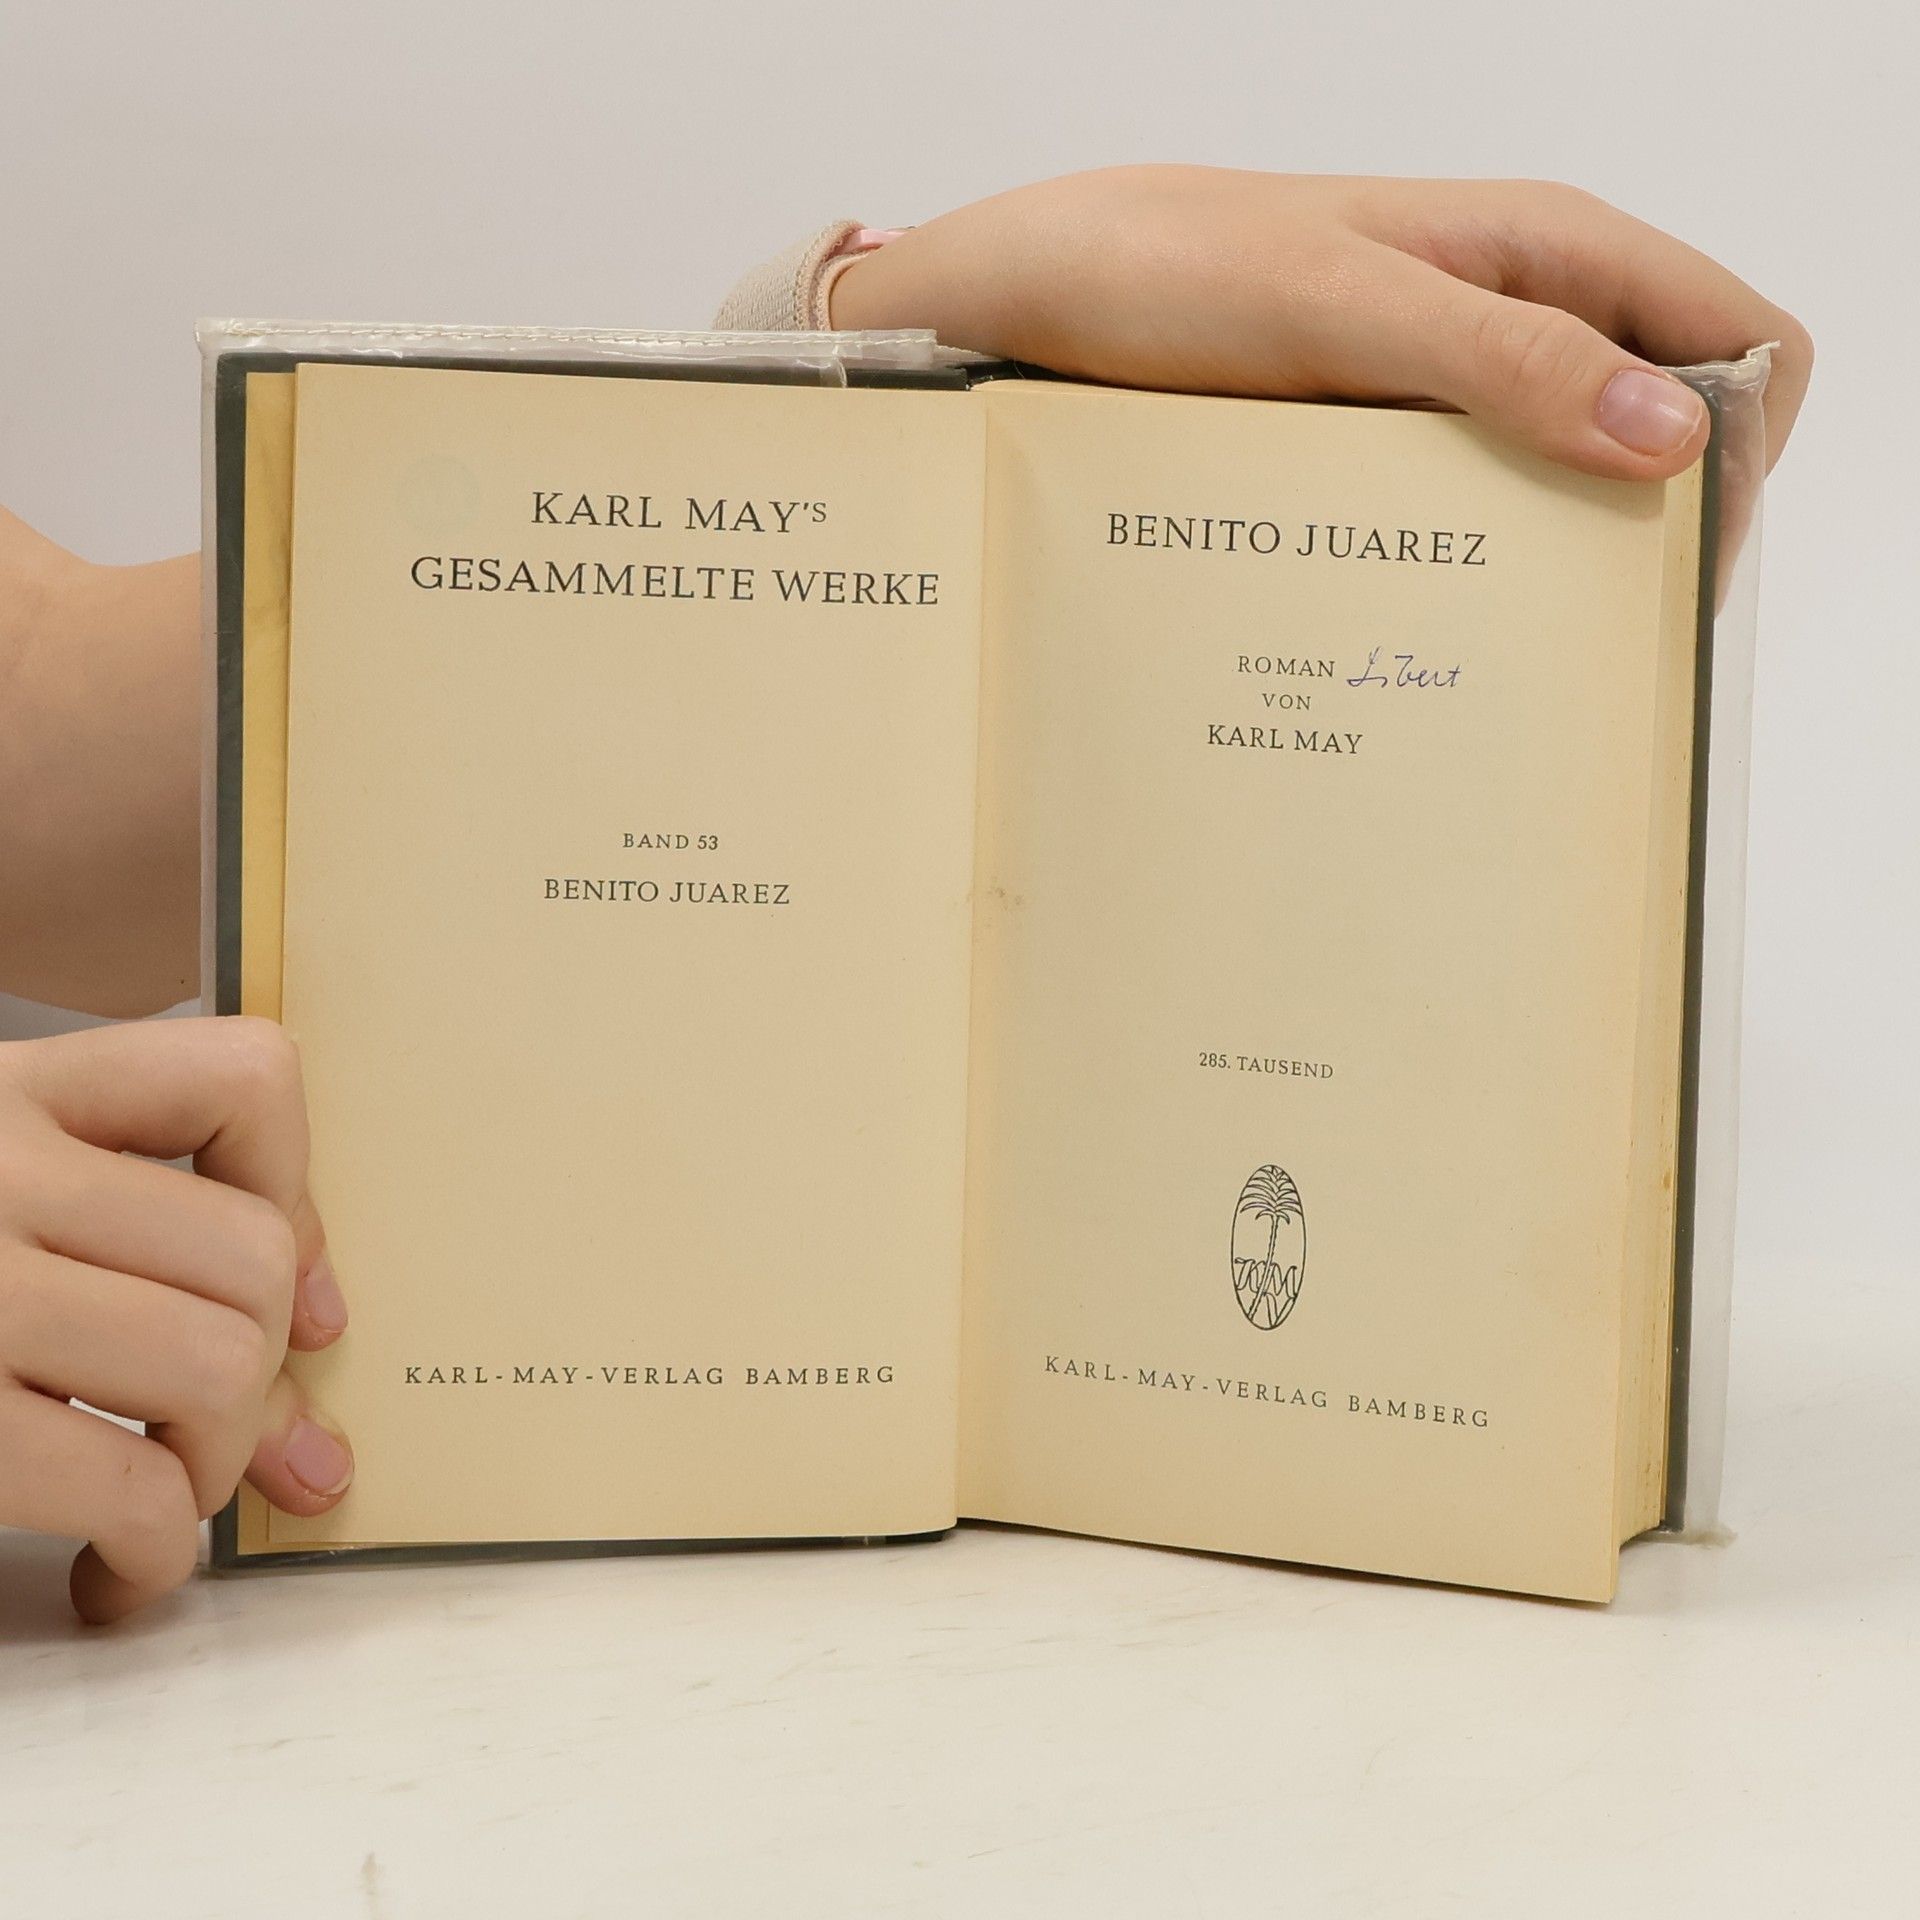 KARL MAY'S
GESAMMELTE WERKE
BAND 53
BENITO JUAREZ
KARL-MAY-VERLAG BAMBERG
BENITO JUAREZ
ROMAN
VON
KARL MAY
285. TAUSEND
KMV
KARL-MAY-VERLAG BAMBERG